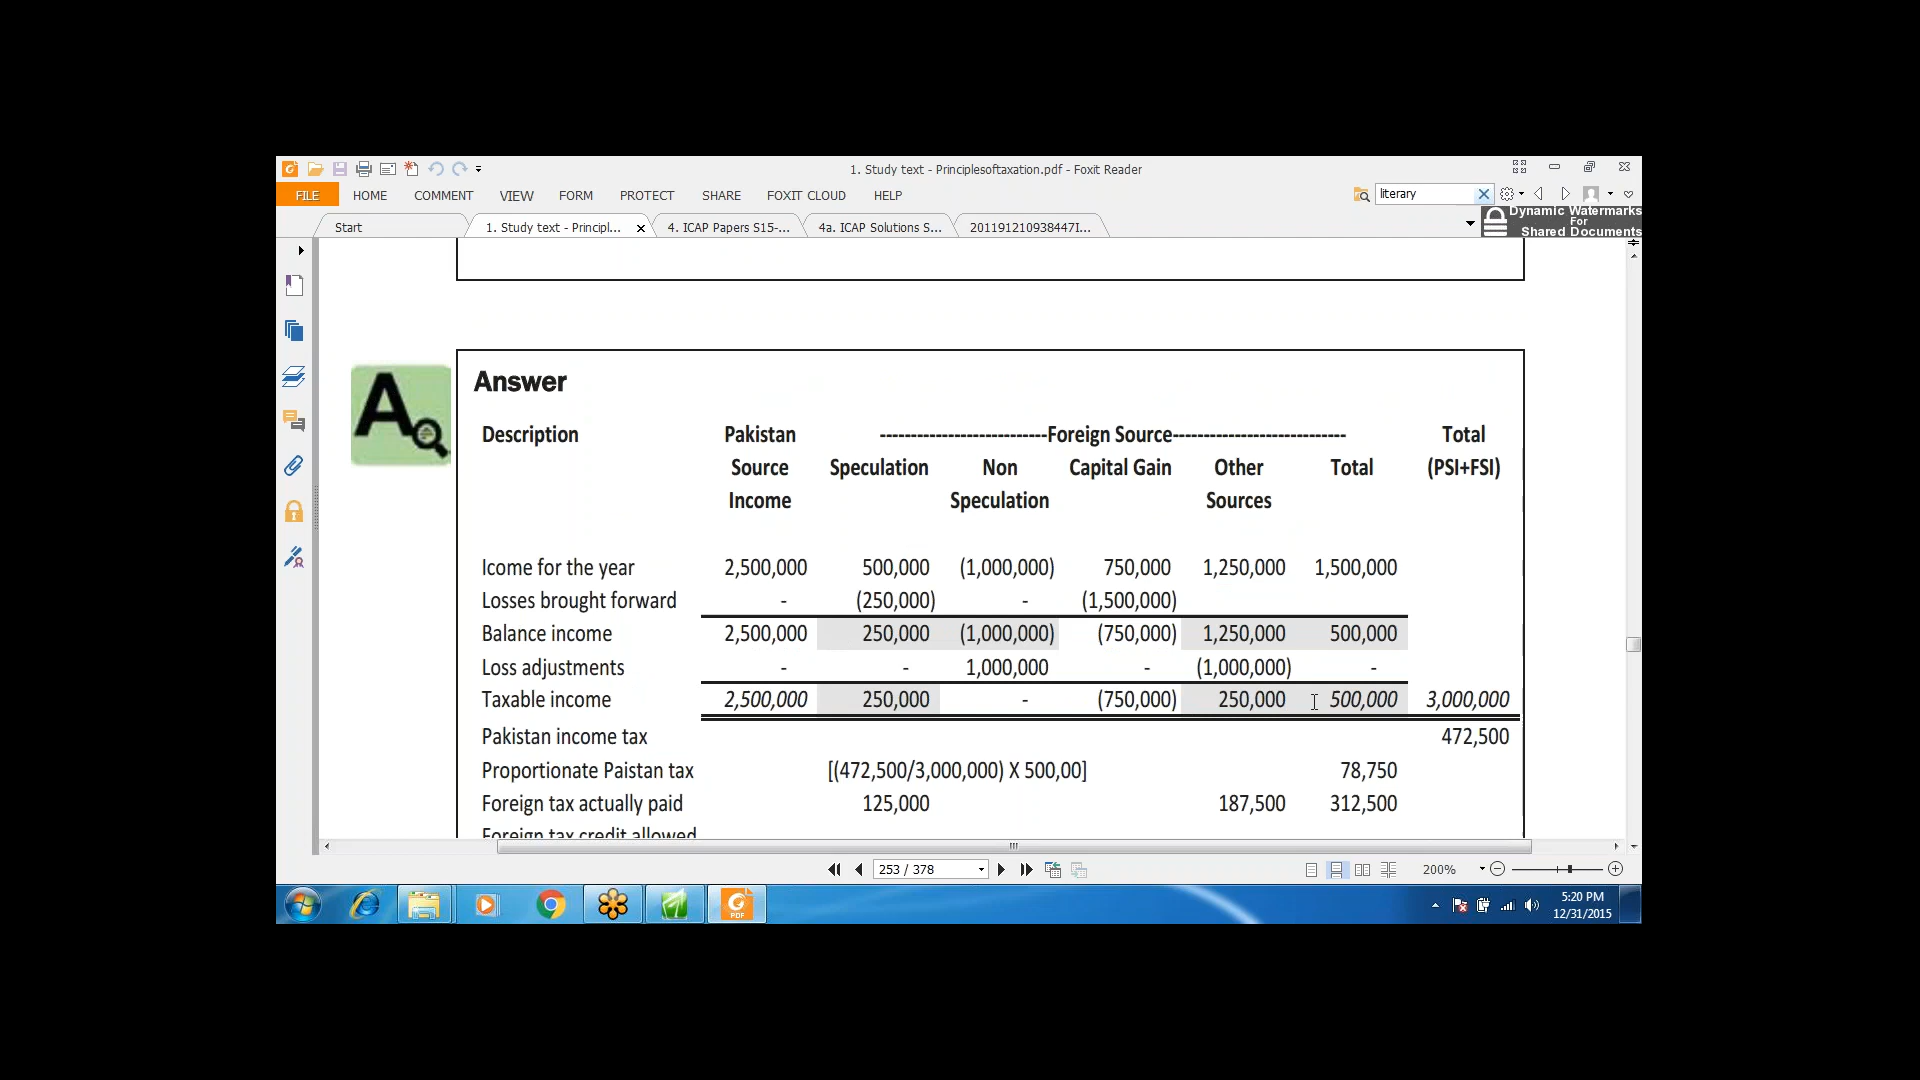 1. Study text - Principlesoftaxation.pdf - Foxit Reader
FILE HOME COMMENT VIEW FORM PROTECT SHARE FOXIT CLOUD HELP literary
Dynamic Watermarks
For
Shared Documents
Start 1. Study text - Principl... 4. ICAP Papers S15-... 4a. ICAP Solutions S... 201191210938447I...
Answer
Description Pakistan ---------------------------Foreign Source---------------------------- Total
Source Speculation Non Capital Gain Other Total (PSI+FSI)
Income Speculation Sources
Icome for the year 2,500,000 500,000 (1,000,000) 750,000 1,250,000 1,500,000
Losses brought forward - (250,000) - (1,500,000)
Balance income 2,500,000 250,000 (1,000,000) (750,000) 1,250,000 500,000
Loss adjustments - - 1,000,000 - (1,000,000) -
Taxable income 2,500,000 250,000 - (750,000) 250,000 500,000 3,000,000
Pakistan income tax 472,500
Proportionate Paistan tax [(472,500/3,000,000) X 500,00] 78,750
Foreign tax actually paid 125,000 187,500 312,500
Foreign tax credit allowed
253 / 378 200%
PDF
5:20 PM
12/31/2015